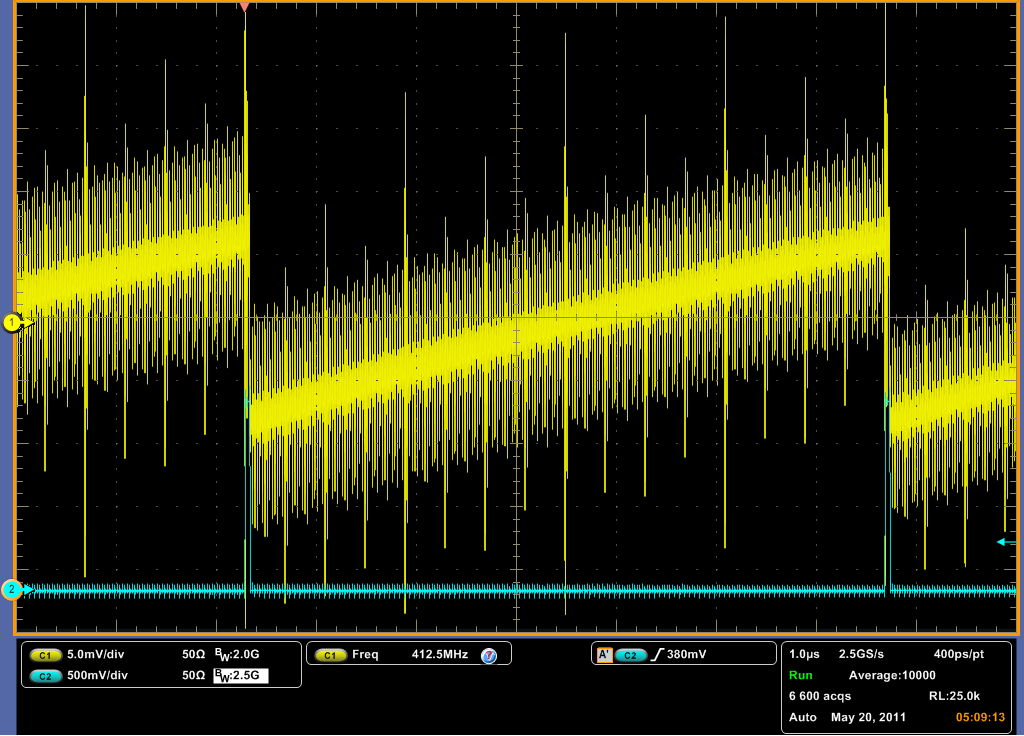 1
2
C1 5.0mV/div 50Ω BW:2.0G
C2 500mV/div 50Ω BW:2.5G
C1 Freq 412.5MHz
A' C2 380mV
1.0µs 2.5GS/s 400ps/pt
Run Average:10000
6 600 acqs RL:25.0k
Auto May 20, 2011 05:09:13